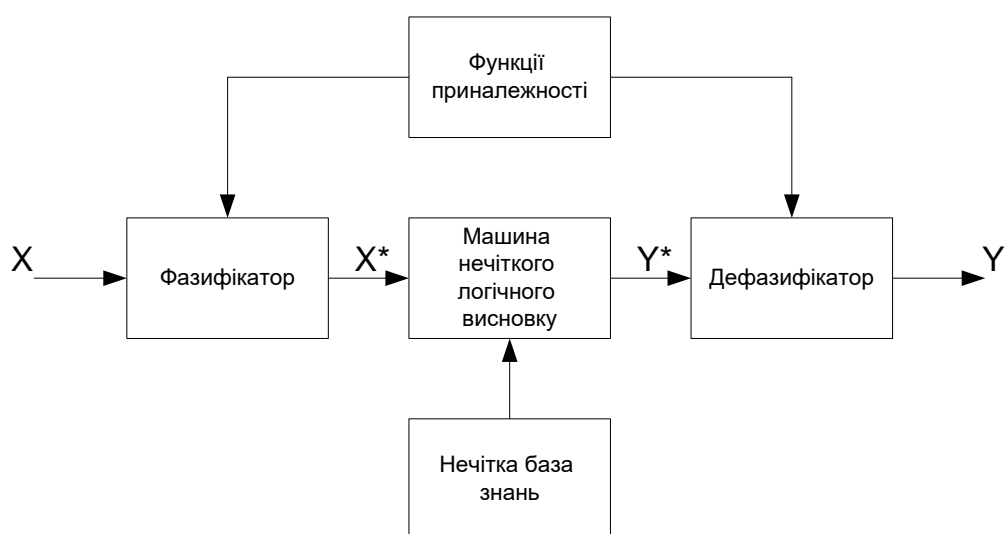 Функції
приналежності
X
Фазифікатор
X*
Машина
нечіткого
логічного
висновку
Y*
Дефазифікатор
Y
Нечітка база
знань